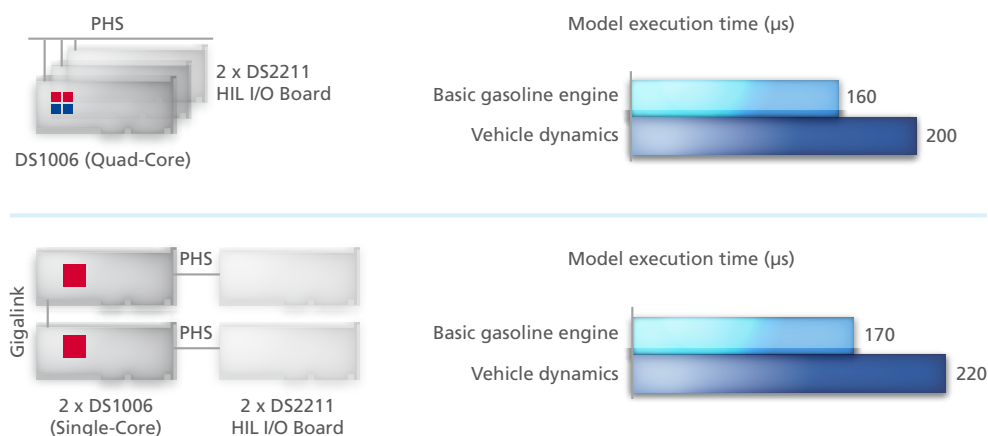 PHS
2 x DS2211
HIL I/O Board
DS1006 (Quad-Core)
Model execution time (µs)
Basic gasoline engine
160
Vehicle dynamics
200
Gigalink
PHS
PHS
2 x DS1006
(Single-Core)
2 x DS2211
HIL I/O Board
Model execution time (µs)
Basic gasoline engine
170
Vehicle dynamics
220